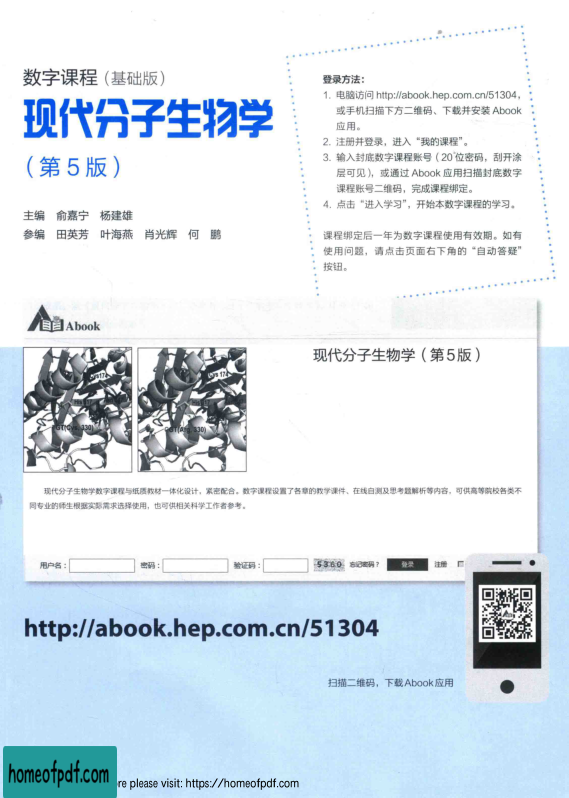 数字课程（基础版）
现代分子生物学
（第5版）
主编 俞嘉宁 杨建雄
参编 田英芳 叶海燕 肖光辉 何 鹏
登录方法：
1. 电脑访问 http://abook.hep.com.cn/51304，
或手机扫描下方二维码、下载并安装 Abook
应用。
2. 注册并登录，进入“我的课程”。
3. 输入封底数字课程账号（20位密码，刮开涂
层可见），或通过 Abook 应用扫描封底数字
课程账号二维码，完成课程绑定。
4. 点击“进入学习”，开始本数字课程的学习。
课程绑定后一年为数字课程使用有效期。如有
使用问题，请点击页面右下角的“自动答疑”
按钮。
Abook
现代分子生物学（第5版）
现代分子生物学数字课程与纸质教材一体化设计，紧密配合。数字课程设置了各章的教学课件、在线自测及思考题解析等内容，可供高等院校各类不
同专业的师生根据实际需求选择使用，也可供相关科学工作者参考。
用户名： 密码： 验证码： 5360 忘记密码？ 登录 注册
http://abook.hep.com.cn/51304
扫描二维码，下载Abook应用
homeofpdf.com
re please visit: https://homeofpdf.com